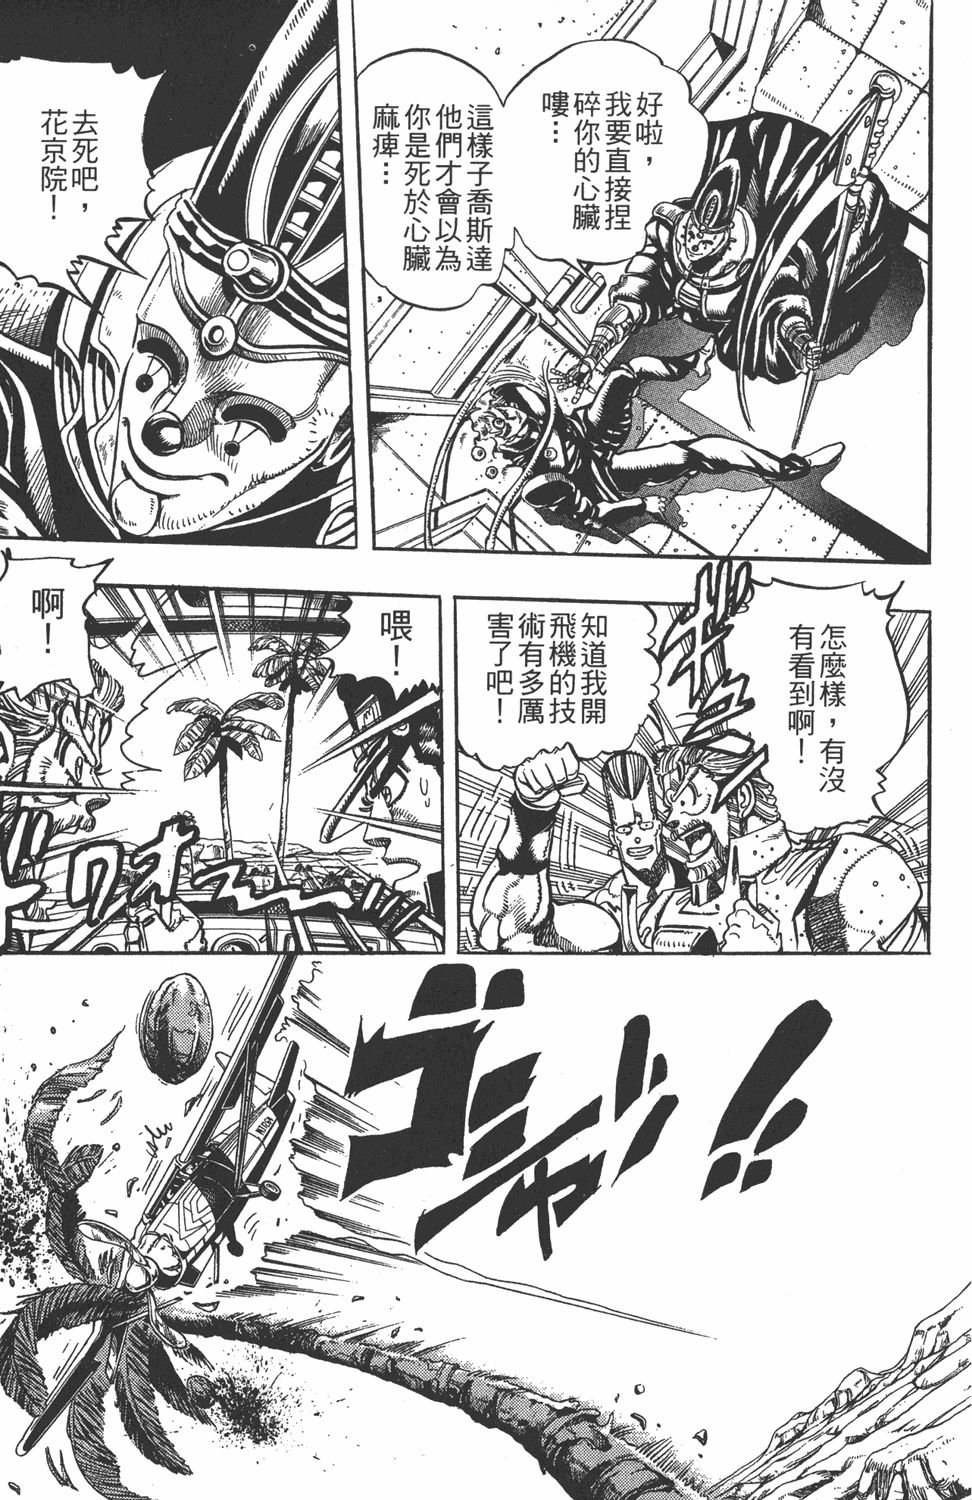 好啦，
我要直接捏
碎你的心臟
嘍…
這樣子喬斯達
他們才會以為
你是死於心臟
麻痺…
去死吧，
花京院！
怎麼樣，有沒
有看到啊！
知道我開
飛機的技
術有多厲
害了吧！
喂！
啊！
ゴシャッ!!